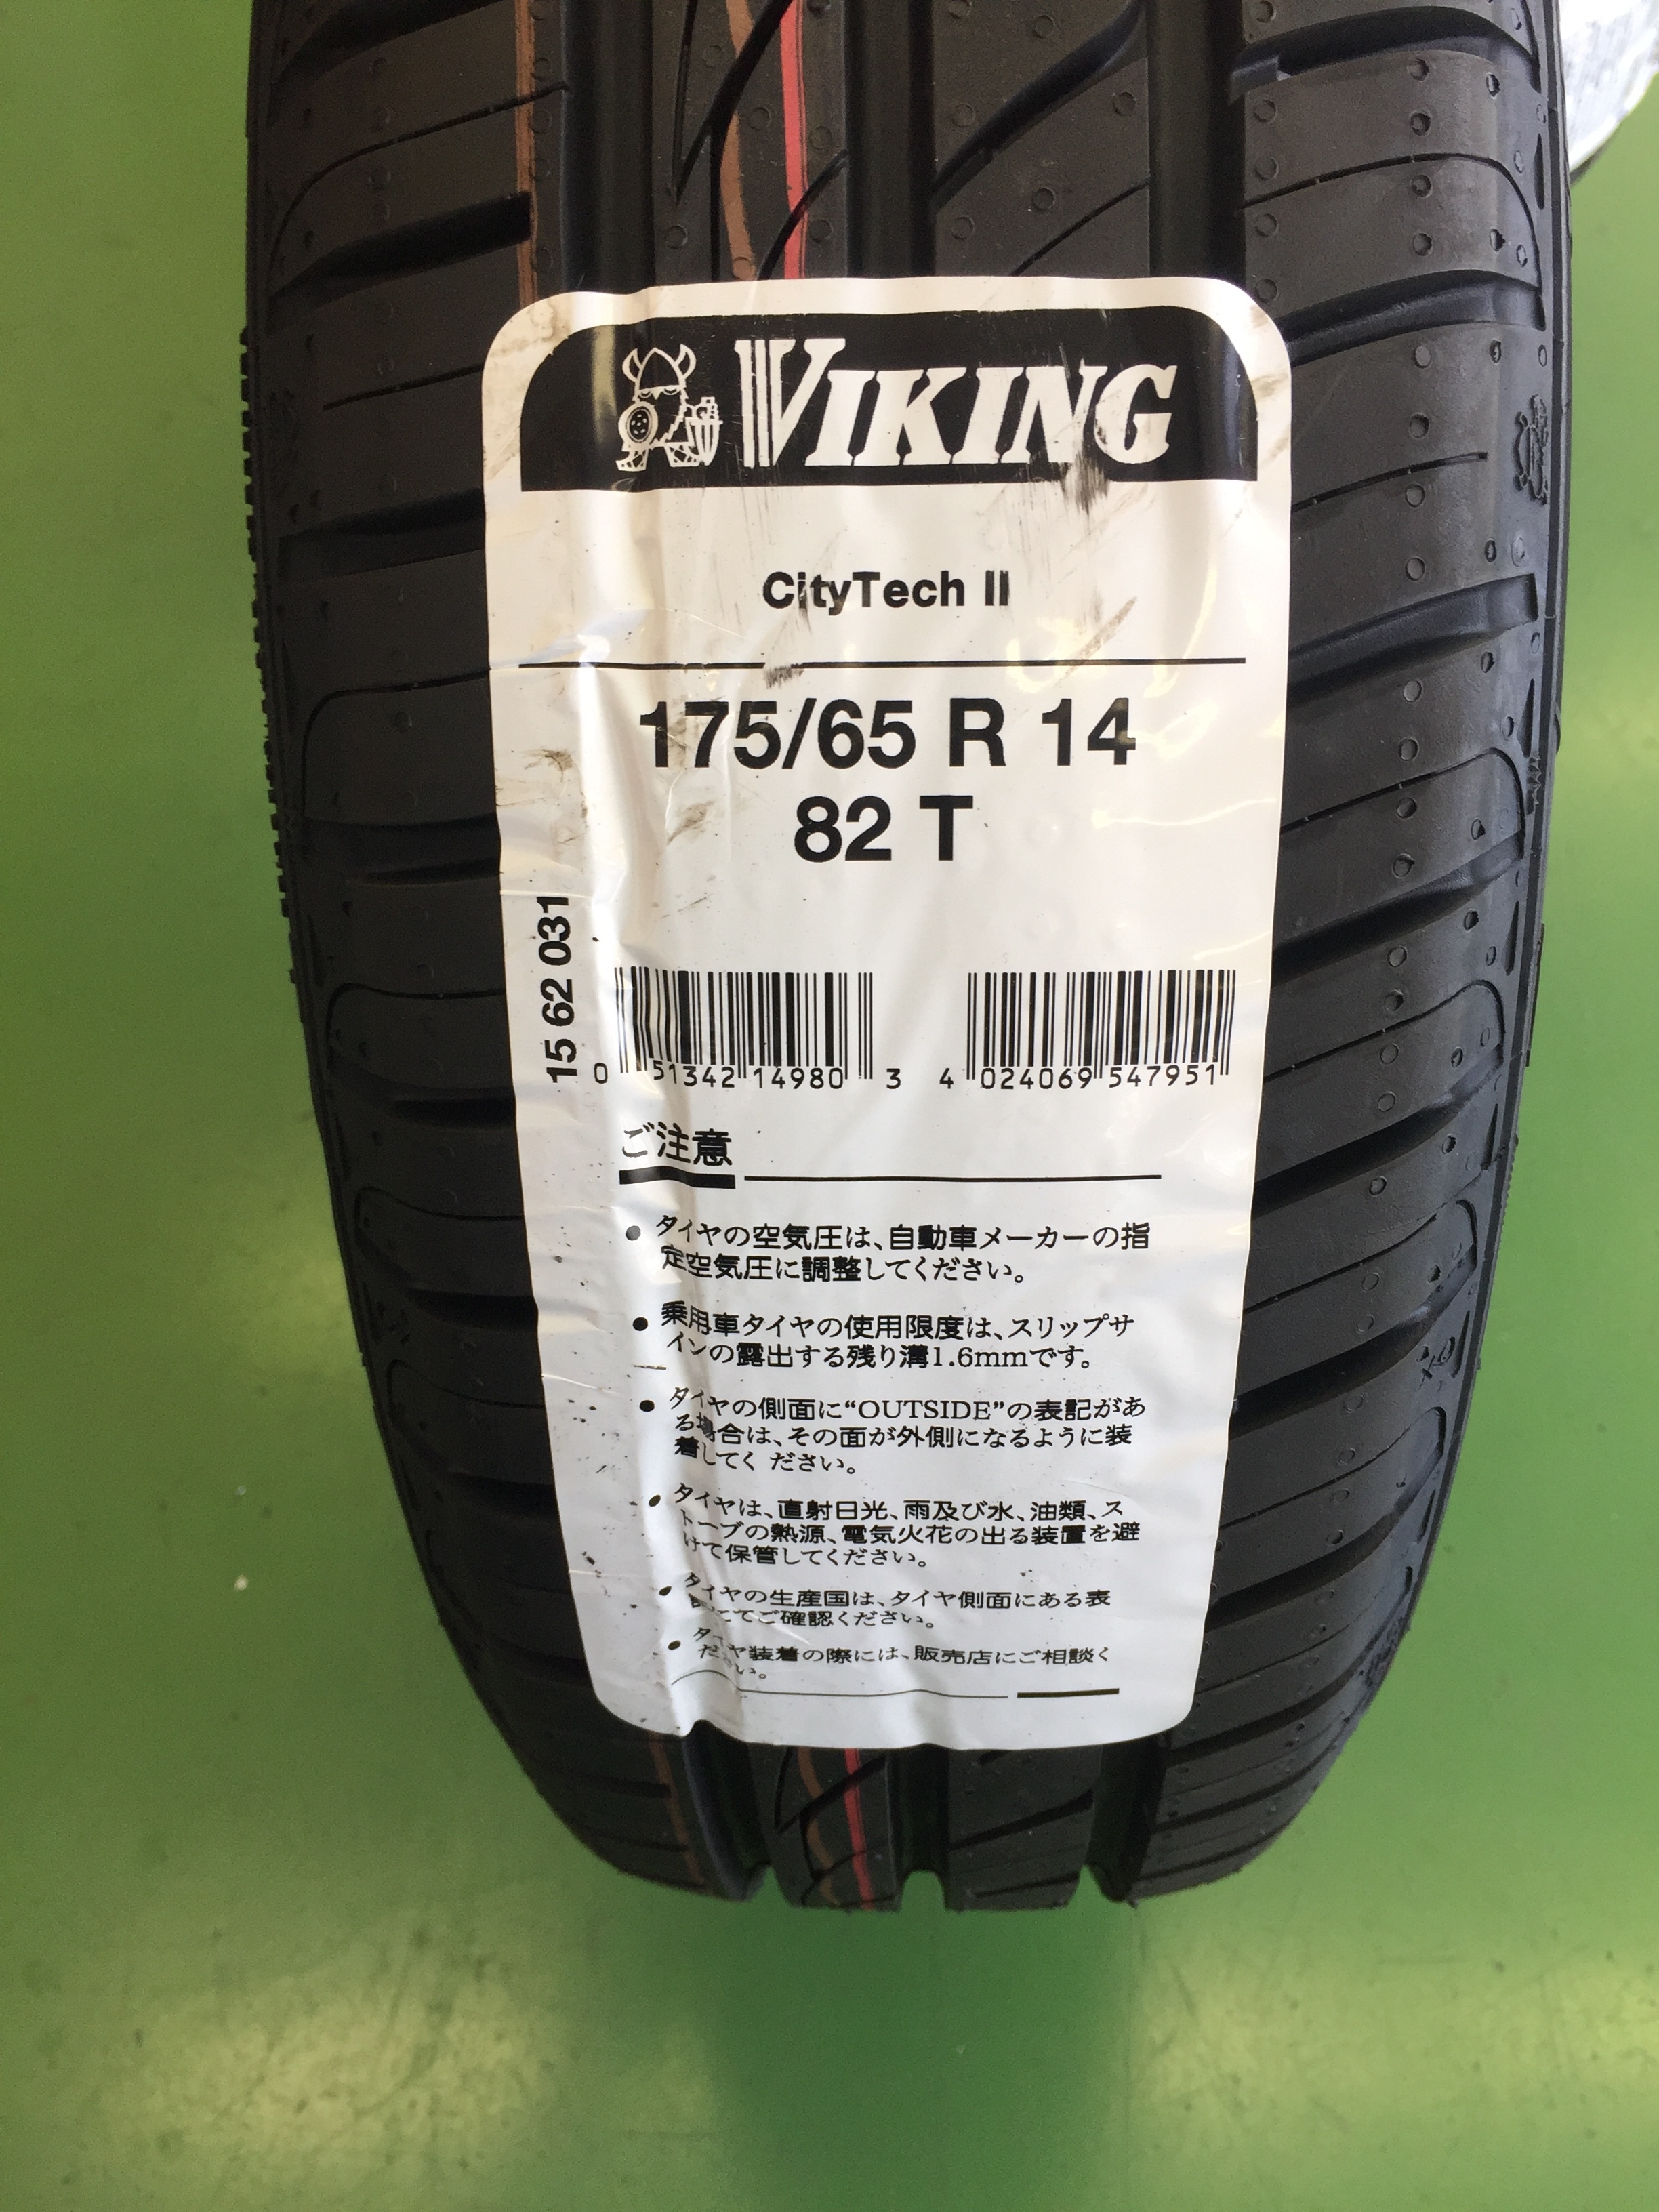 VIKING
CityTech II
175/65 R 14
82 T
15 62 031
0 51342 14980 3 4 024069 547951
ご注意
• タイヤの空気圧は、自動車メーカーの指
定空気圧に調整してください。
• 乗用車タイヤの使用限度は、スリップサ
インの露出する残り溝1.6mmです。
• タイヤの側面に“OUTSIDE”の表記があ
る場合は、その面が外側になるように装
着してく ださい。
• タイヤは、直射日光、雨及び水、油類、ス
トーブの熱源、電気火花の出る装置を避
けて保管してください。
• タイヤの生産国は、タイヤ側面にある表
記にてご確認ください。
• タイヤ装着の際には、販売店にご相談く
ださい。